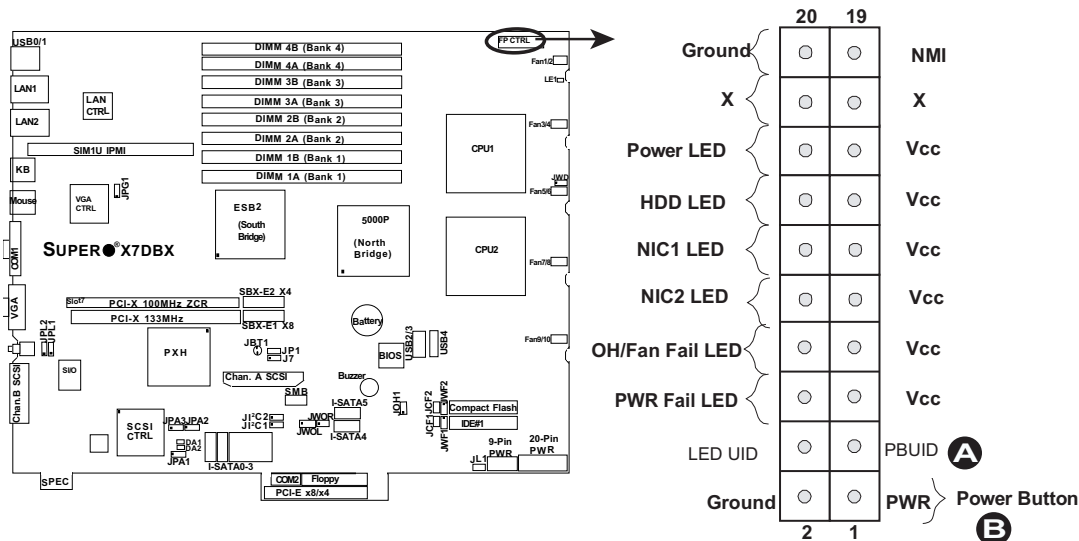 USB0/1
LAN1
LAN2
KB
Mouse
COM1
VGA
Chan.B SCSI
LAN
CTRL
SIM1U IPMI
VGA
CTRL
JPG1
DIMM 4B (Bank 4)
DIMM 4A (Bank 4)
DIMM 3B (Bank 3)
DIMM 3A (Bank 3)
DIMM 2B (Bank 2)
DIMM 2A (Bank 2)
DIMM 1B (Bank 1)
DIMM 1A (Bank 1)
FP CTRL
Fan1/2
LE1
Fan3/4
CPU1
JWD
Fan5/6
CPU2
Fan7/8
Fan9/10
ESB2
(South
Bridge)
5000P
(North
Bridge)
SUPER ® X7DBX
Slot7
PCI-X 100MHz ZCR
SBX-E2 X4
PCI-X 133MHz
SBX-E1 X8
JPL2
JPL1
SIO
PXH
JBT1
JP1
J7
Battery
BIOS
USB2/3
USB4
Chan. A SCSI
Buzzer
SMB
JOH1
JCF2
JWF2
JCF1
JWF1
Compact Flash
IDE#1
SCSI
CTRL
JPA3
JPA2
DA1
DA2
JPA1
JI²C2
JI²C1
JWOR
JWOL
I-SATA5
I-SATA4
I-SATA0-3
JL1
9-Pin
PWR
20-Pin
PWR
SPEC
COM2
Floppy
PCI-E x8/x4
20 19
Ground NMI
X X
Power LED Vcc
HDD LED Vcc
NIC1 LED Vcc
NIC2 LED Vcc
OH/Fan Fail LED Vcc
PWR Fail LED Vcc
LED UID PBUID A
Ground PWR Power Button
B
2 1